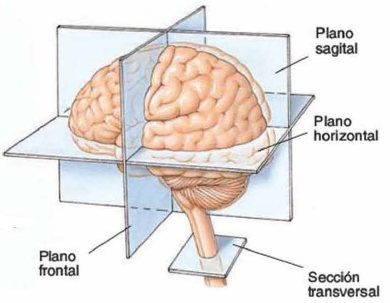 Plano
sagital
Plano
horizontal
Plano
frontal
Sección
transversal